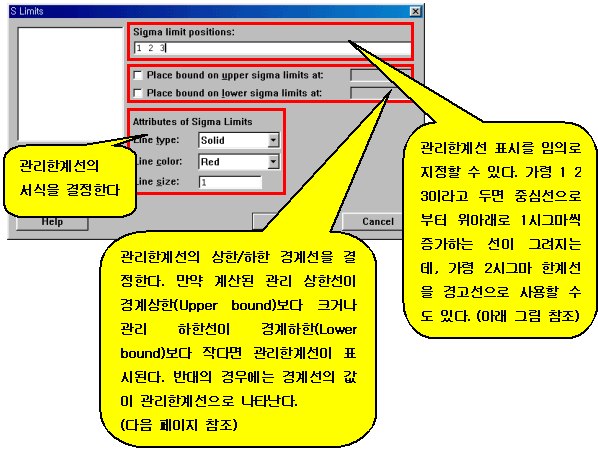 S Limits
Sigma limit positions:
1 2 3
Place bound on upper sigma limits at:
Place bound on lower sigma limits at:
Attributes of Sigma Limits
Line type:
Solid
Line color:
Red
Line size:
1
Help
Cancel
관리한계선의
서식을 결정한다
관리한계선 표시를 임의로
지정할 수 있다. 가령 1 2
3이라고 두면 중심선으로
부터 위아래로 1시그마씩
증가하는 선이 그려지는
데, 가령 2시그마 한계선
을 경고선으로 사용할 수
도 있다. (아래 그림 참조)
관리한계선의 상한/하한 경계선을 결
정한다. 만약 계산된 관리 상한선이
경계상한(Upper bound)보다 크거나
관리 하한선이 경계하한(Lower
bound)보다 작다면 관리한계선이 표
시된다. 반대의 경우에는 경계선의 값
이 관리한계선으로 나타난다.
(다음 페이지 참조)